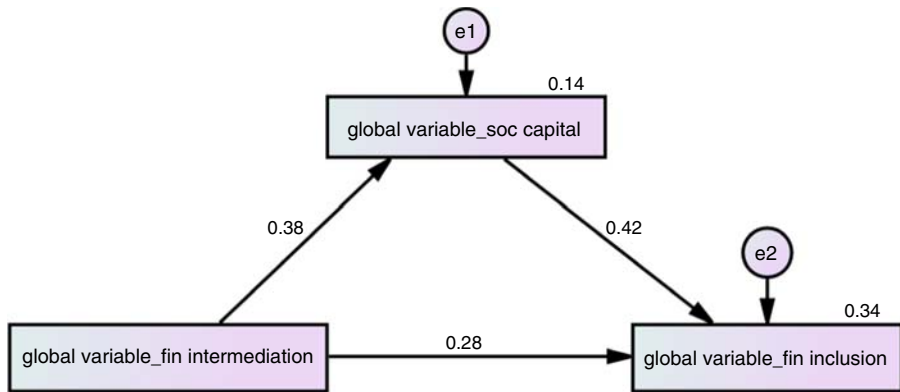 e1
0.14
global variable_soc capital
0.38
0.42
e2
0.34
global variable_fin intermediation
0.28
global variable_fin inclusion